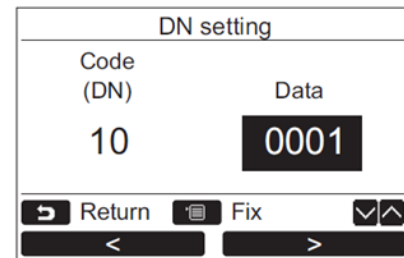 DN setting
Code
(DN) Data
10 0001
Return Fix
< >